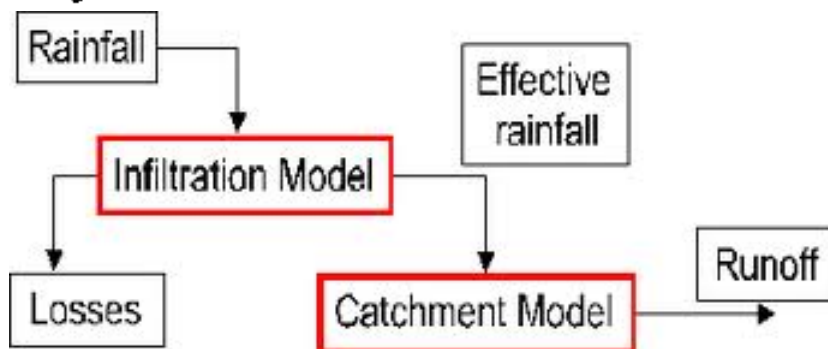 Rainfall
Effective
rainfall
Infiltration Model
Runoff
Losses
Catchment Model